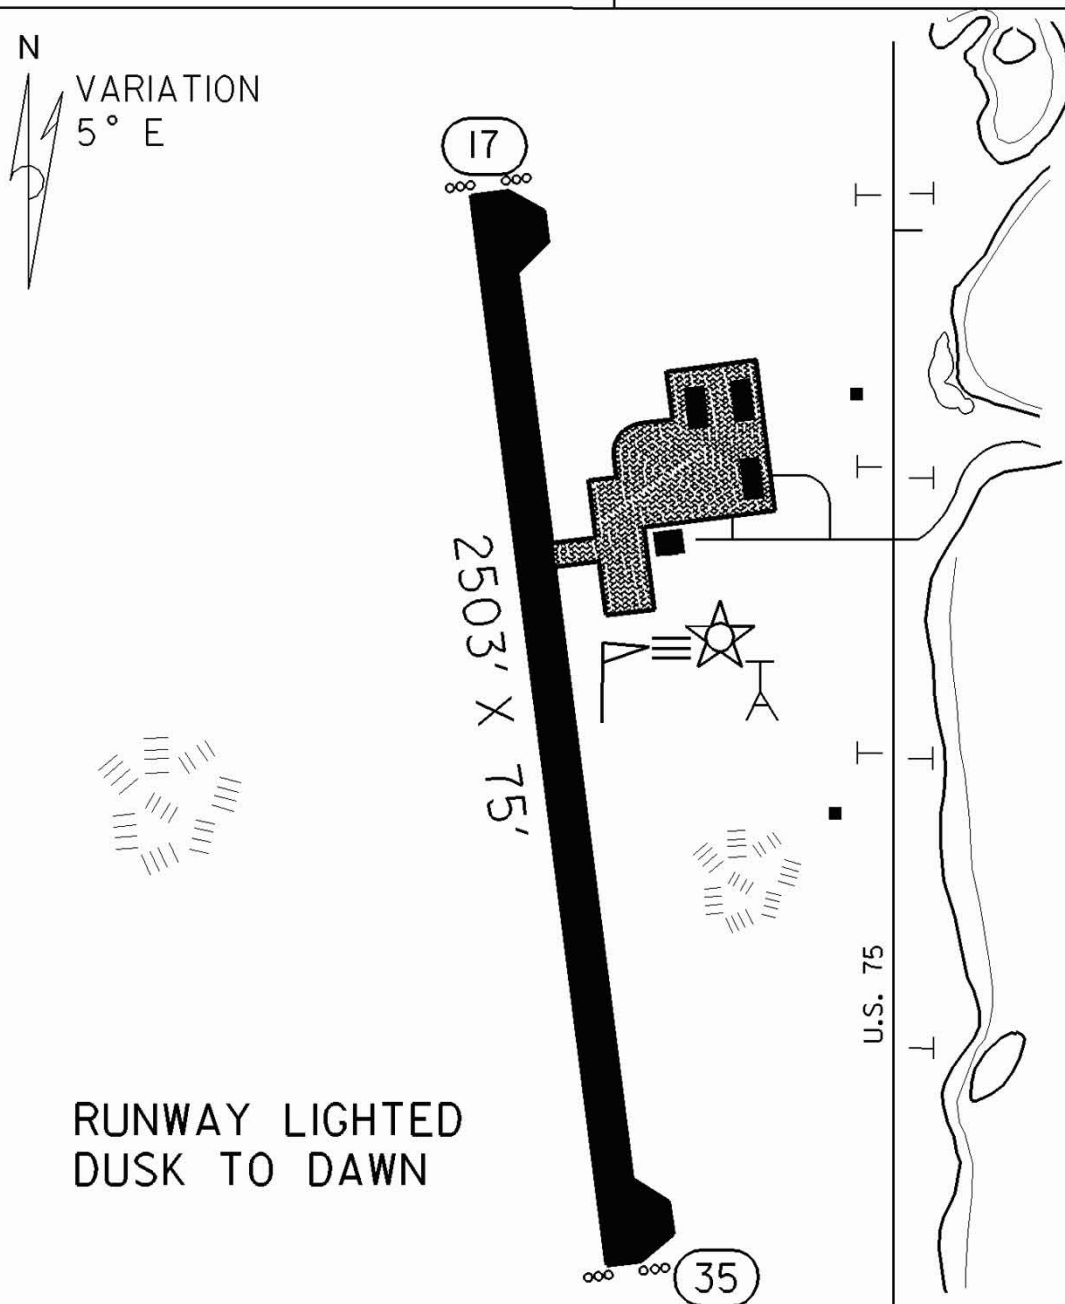 N
VARIATION
5° E
17
2503' X 75'
U.S. 75
RUNWAY LIGHTED
DUSK TO DAWN
35